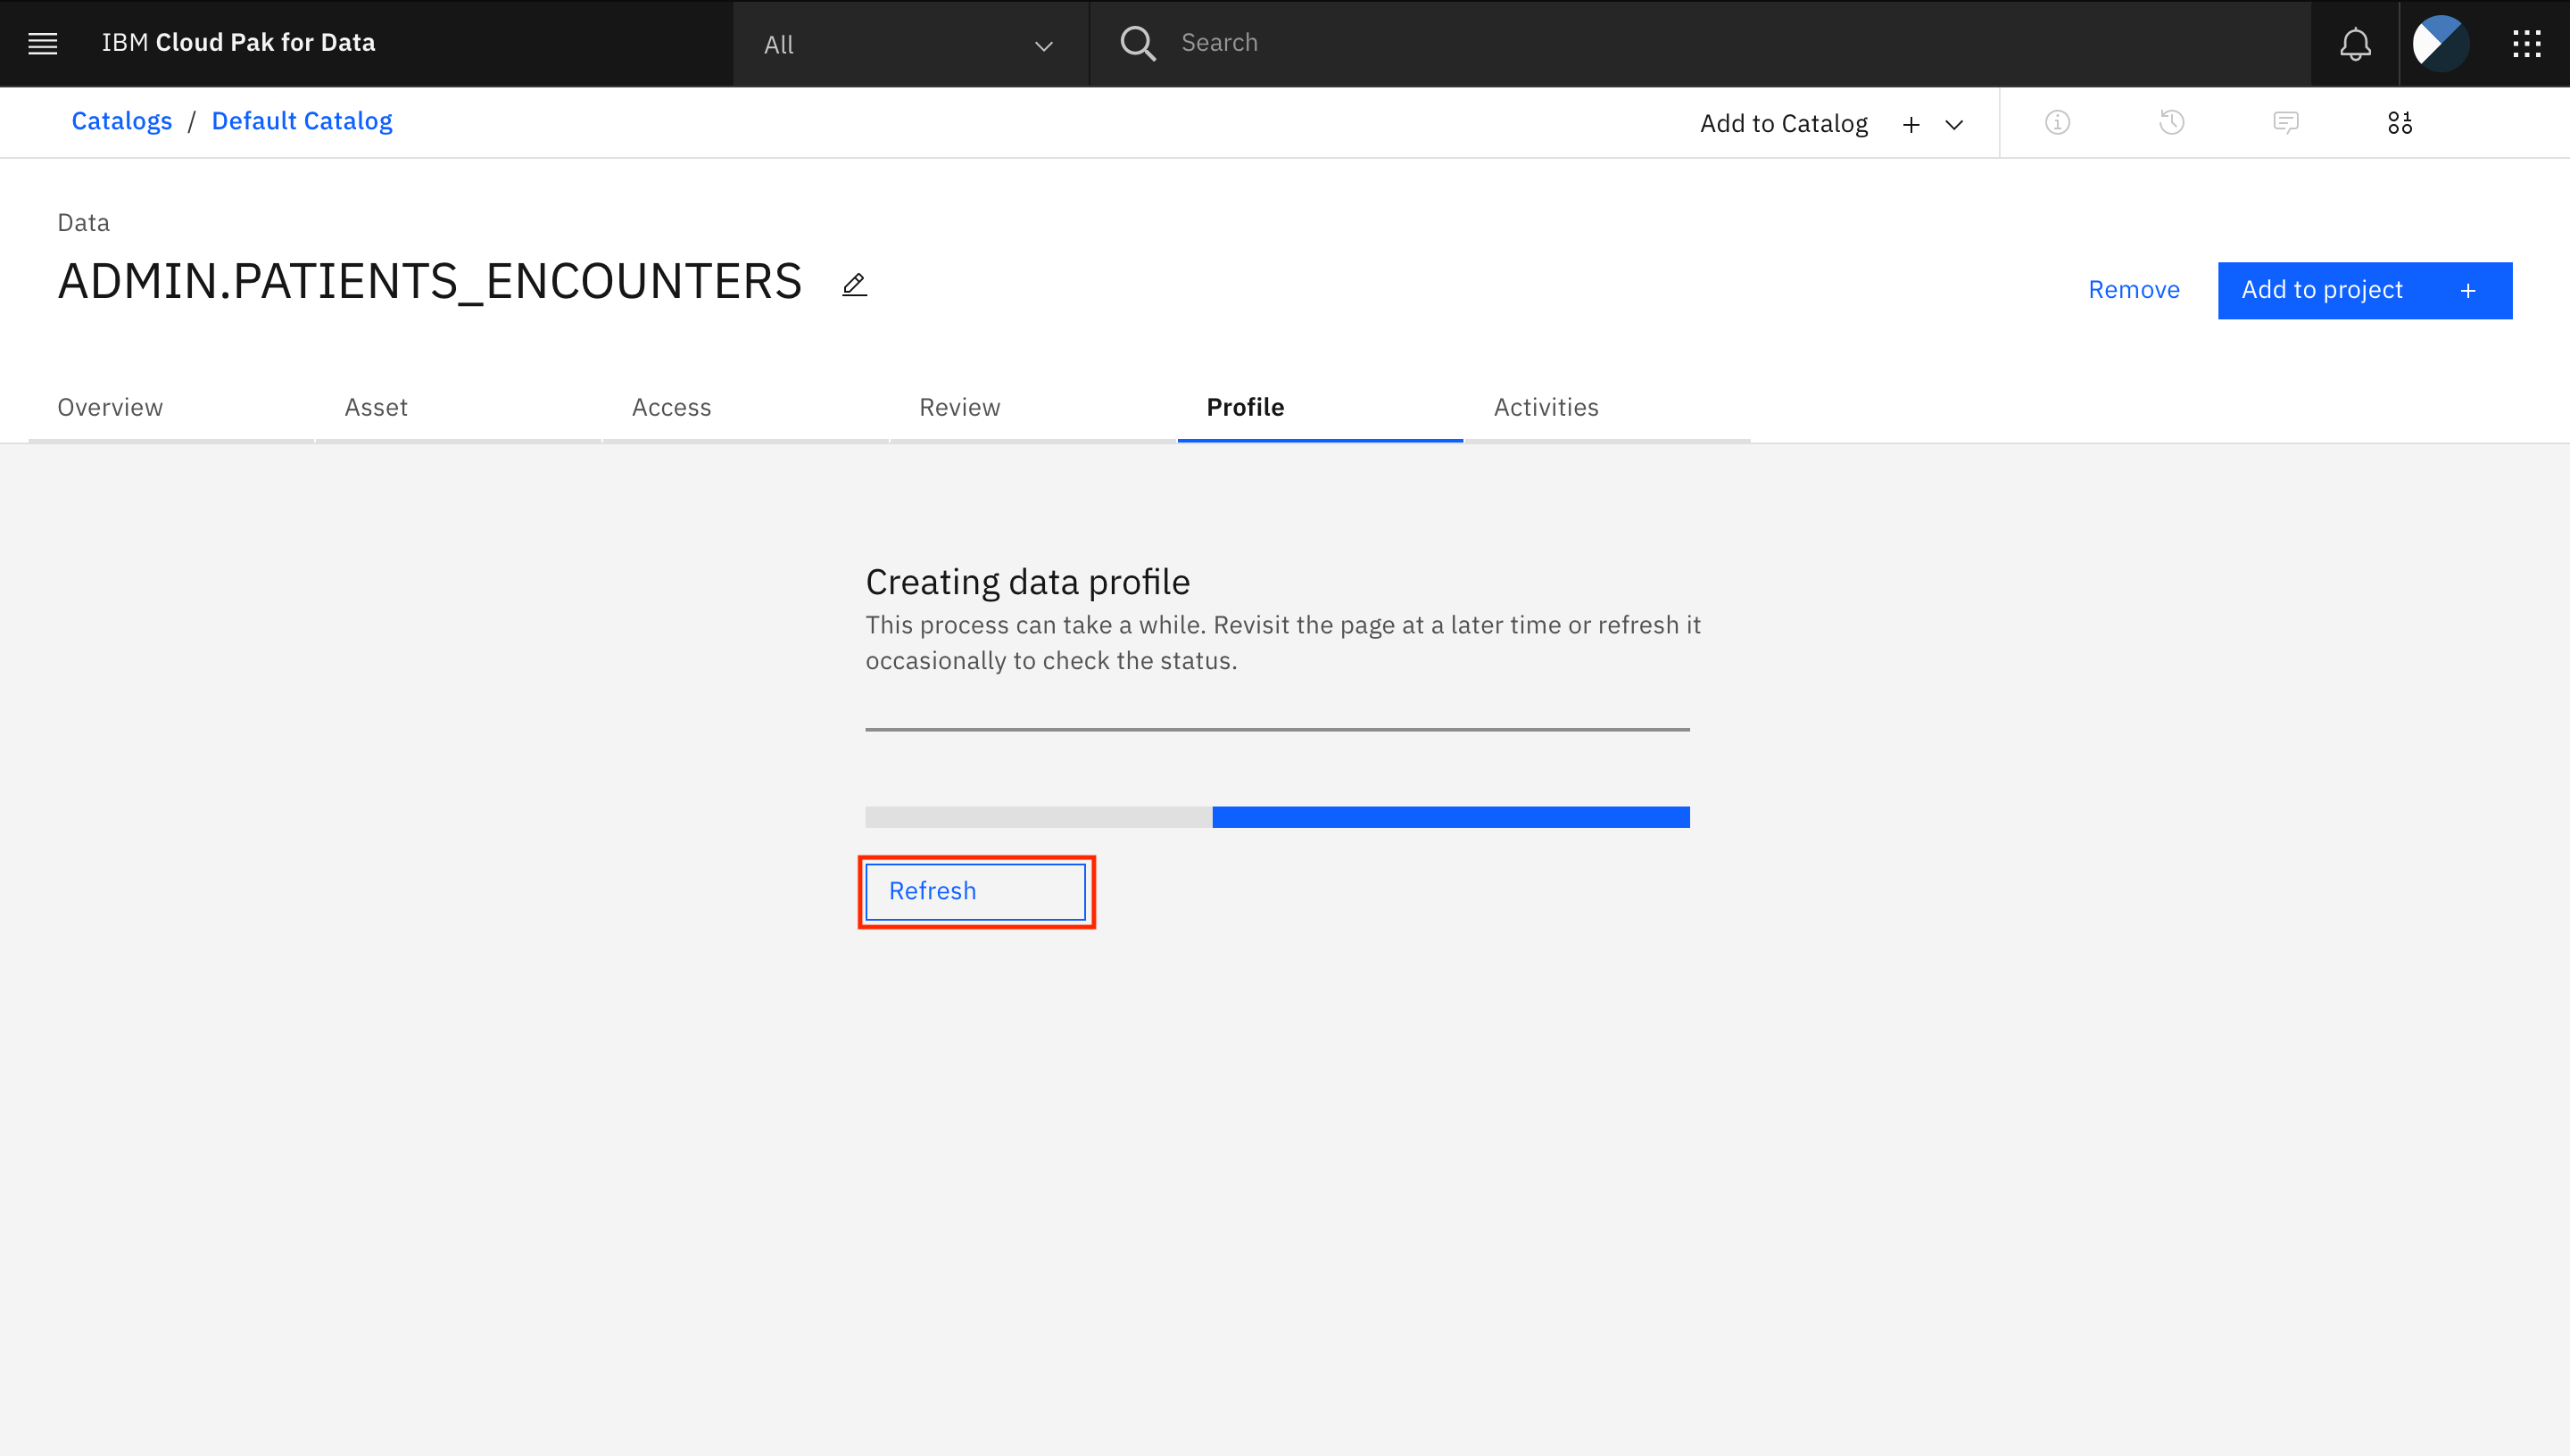 IBM Cloud Pak for Data
All
Search
Catalogs / Default Catalog
Add to Catalog +
Data
ADMIN.PATIENTS_ENCOUNTERS
Remove
Add to project +
Overview
Asset
Access
Review
Profile
Activities
Creating data profile
This process can take a while. Revisit the page at a later time or refresh it
occasionally to check the status.
Refresh